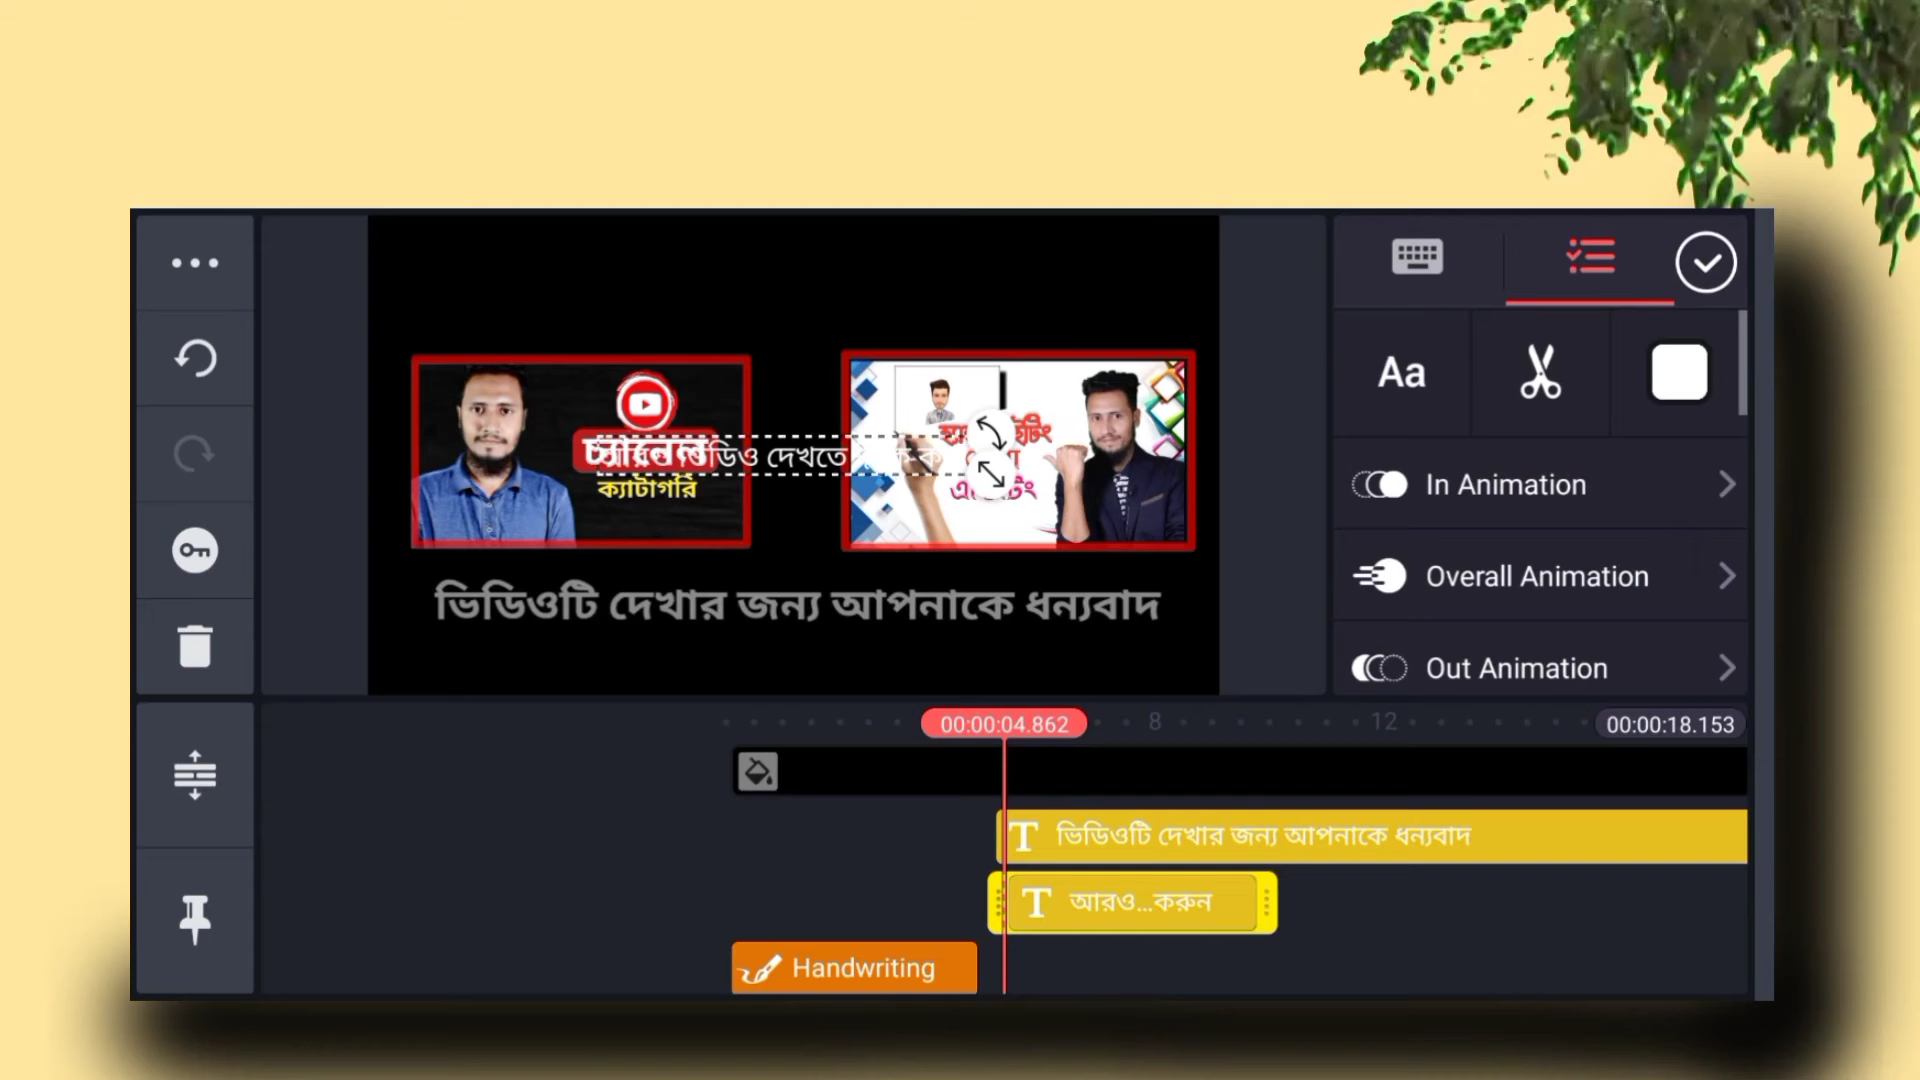 চ্যানেল
ভিডিও দেখতে
ক্যাটাগরি
ভিডিওটি দেখার জন্য আপনাকে ধন্যবাদ
Aa
In Animation
Overall Animation
Out Animation
00:00:04.862
8
12
00:00:18.153
T ভিডিওটি দেখার জন্য আপনাকে ধন্যবাদ
T আরও...করুন
Handwriting